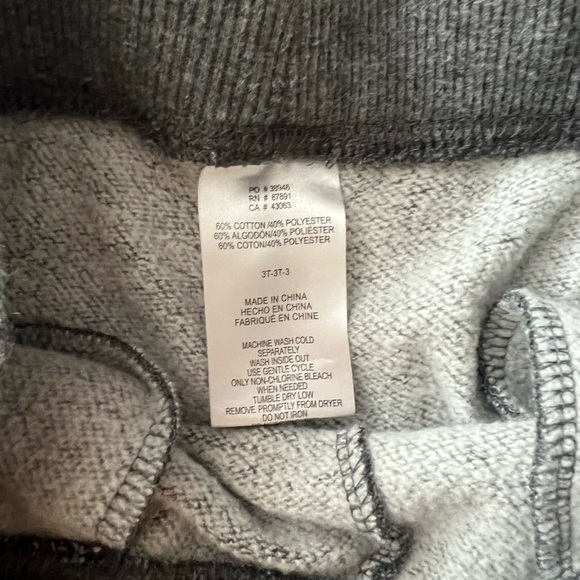 PO # 38946
RN # 67891
CA # 43063
60% COTTON/40% POLYESTER
60% ALGODÓN/40% POLIÉSTER
60% COTON/40% POLYESTER
3T-3T-3
MADE IN CHINA
HECHO EN CHINA
FABRIQUÉ EN CHINE
MACHINE WASH COLD
SEPARATELY
WASH INSIDE OUT
USE GENTLE CYCLE
ONLY NON-CHLORINE BLEACH
WHEN NEEDED
TUMBLE DRY LOW
REMOVE PROMPTLY FROM DRYER
DO NOT IRON